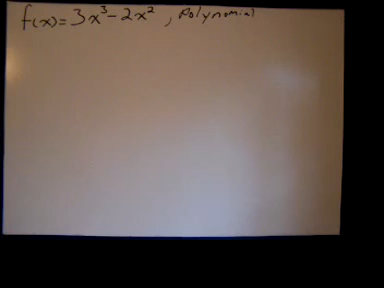 f(x)=3x³-2x² , Polynomial